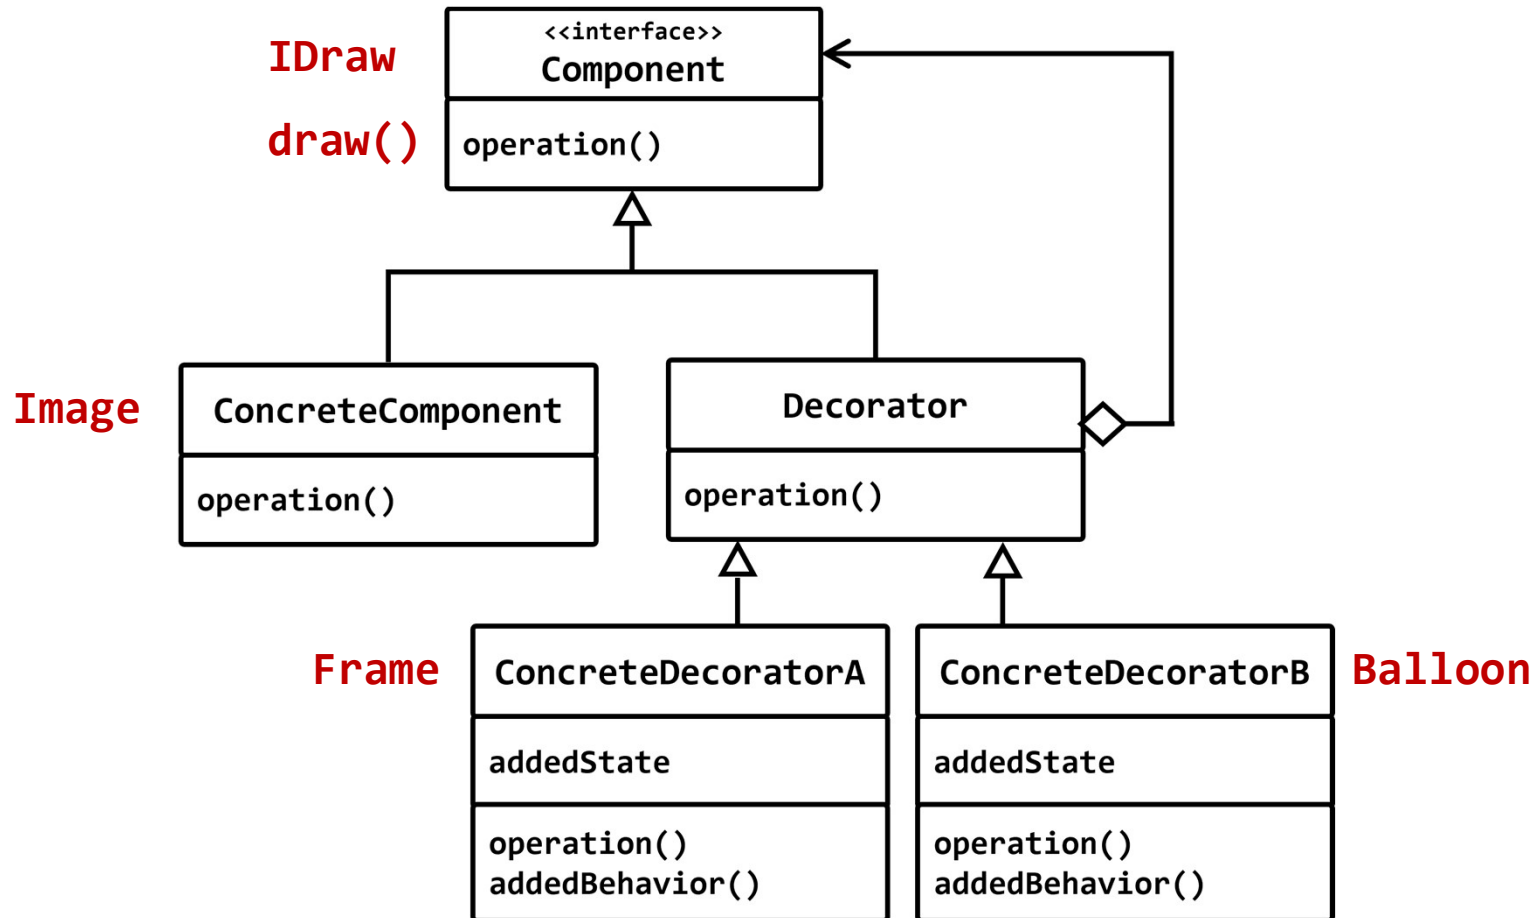 IDraw
<<interface>>
Component
draw()
operation()
Image
ConcreteComponent
operation()
Decorator
operation()
Frame
ConcreteDecoratorA
addedState
operation()
addedBehavior()
ConcreteDecoratorB
Balloon
addedState
operation()
addedBehavior()